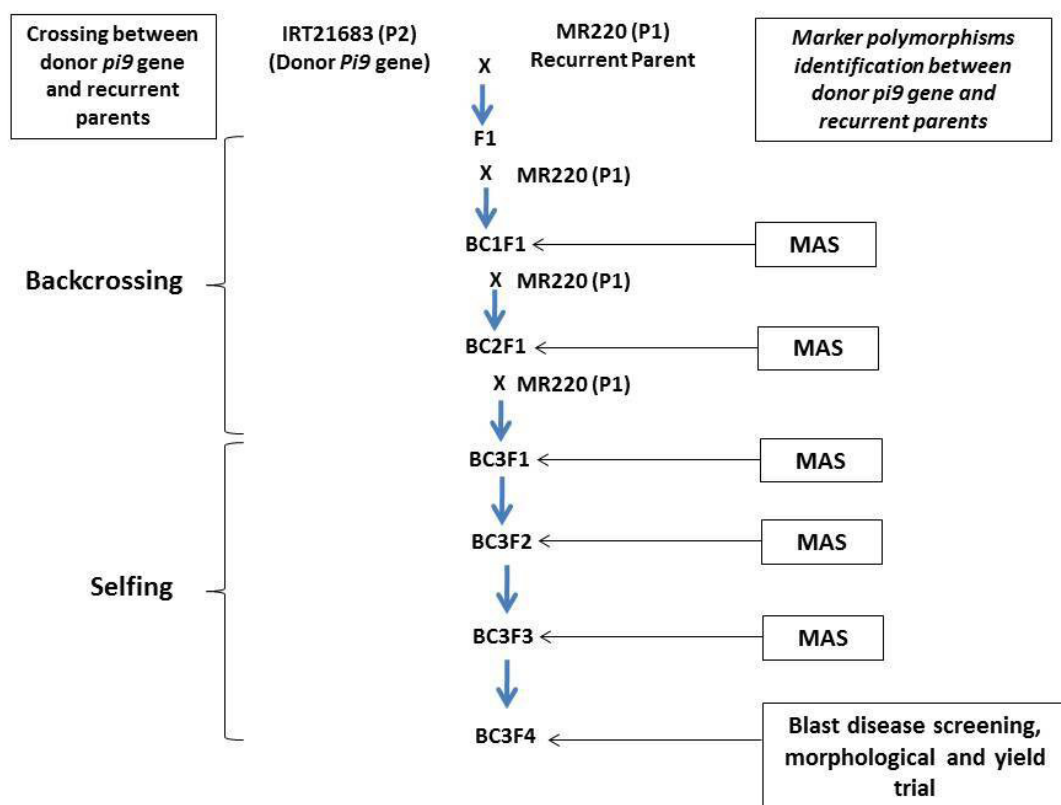 Crossing between
donor pi9 gene
and recurrent
parents
IRT21683 (P2)
(Donor Pi9 gene)
MR220 (P1)
Recurrent Parent
X
Marker polymorphisms
identification between
donor pi9 gene and
recurrent parents
F1
X MR220 (P1)
BC1F1
MAS
Backcrossing
X MR220 (P1)
BC2F1
MAS
X MR220 (P1)
BC3F1
MAS
BC3F2
MAS
Selfing
BC3F3
MAS
BC3F4
Blast disease screening,
morphological and yield
trial